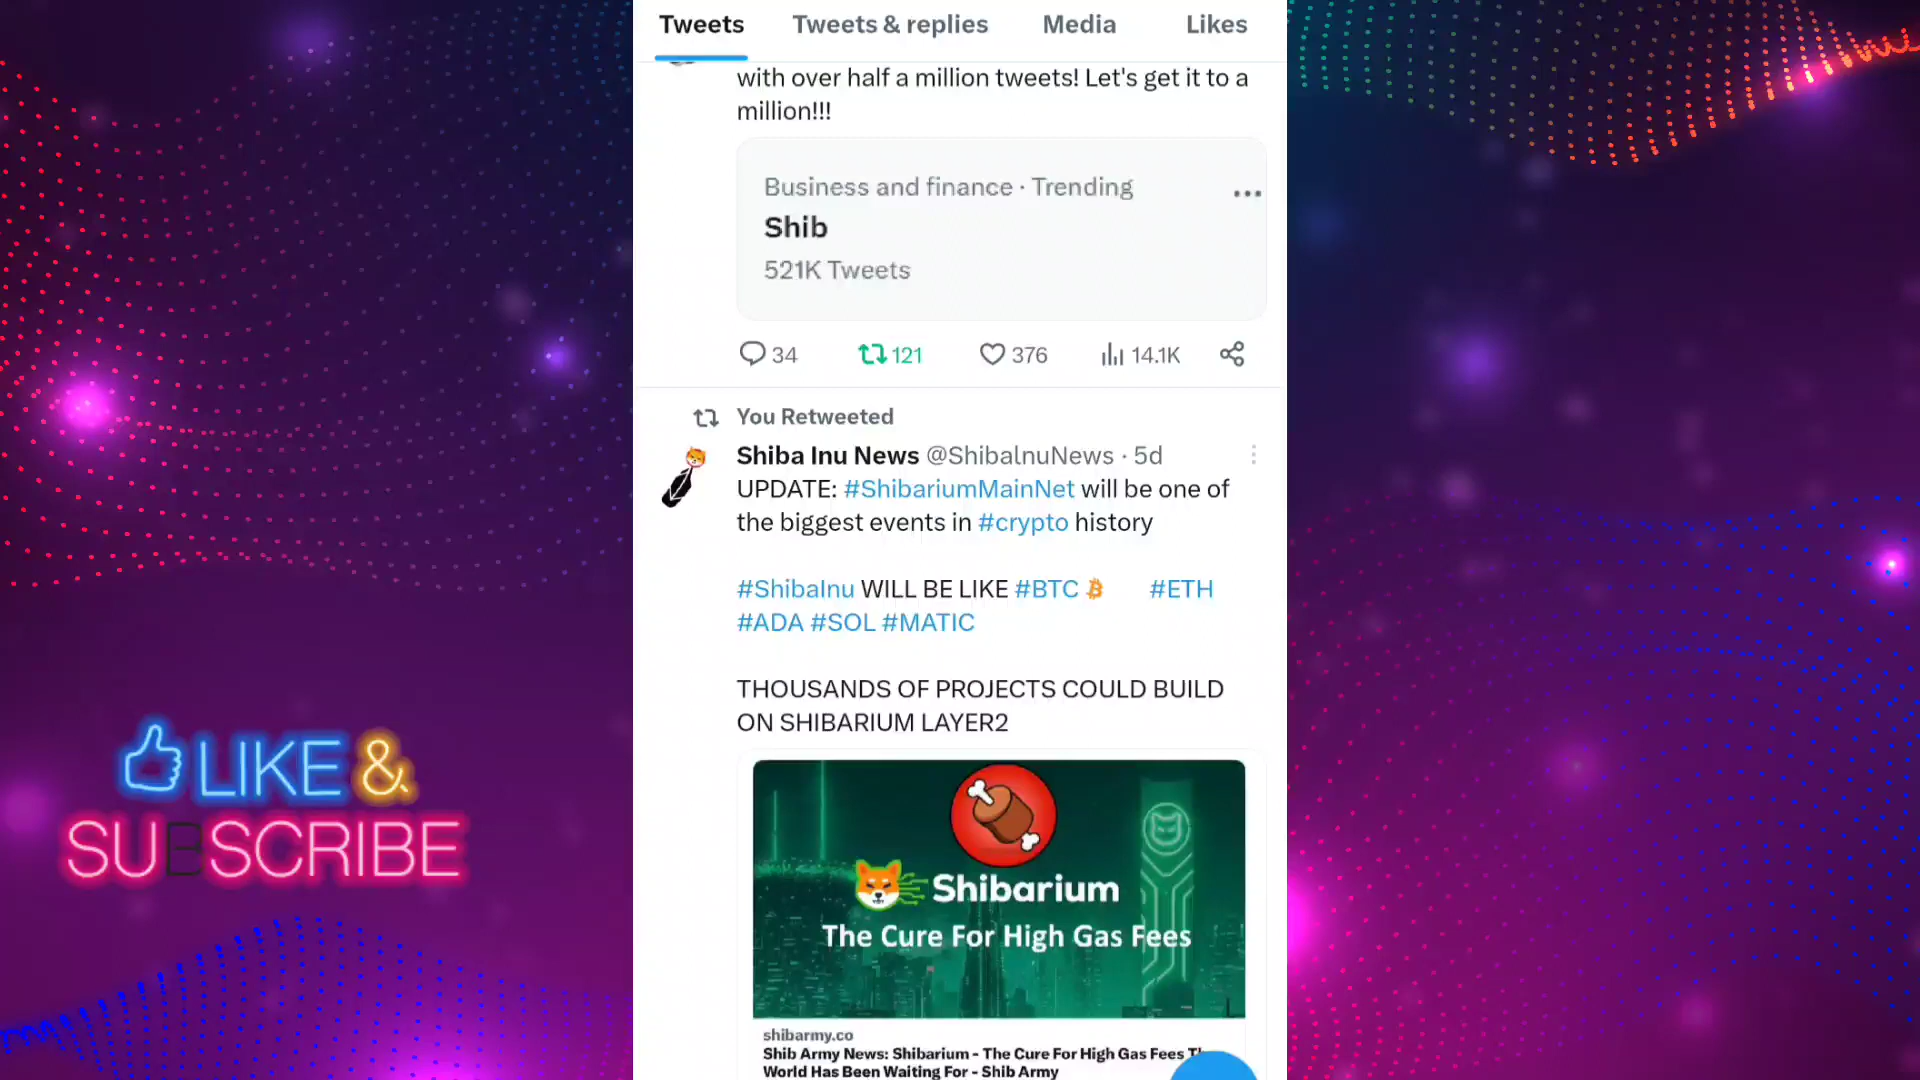 Tweets Tweets & replies Media Likes
with over half a million tweets! Let's get it to a
million!!!
Business and finance · Trending
Shib
521K Tweets
34 121 376 14.1K
You Retweeted
Shiba Inu News @ShibaInuNews · 5d
UPDATE: #ShibariumMainNet will be one of
the biggest events in #crypto history
#ShibaInu WILL BE LIKE #BTC #ETH
#ADA #SOL #MATIC
THOUSANDS OF PROJECTS COULD BUILD
ON SHIBARIUM LAYER2
LIKE &
SUBSCRIBE
Shibarium
The Cure For High Gas Fees
shibarmy.co
Shib Army News: Shibarium - The Cure For High Gas Fees
World Has Been Waiting For - Shib Army